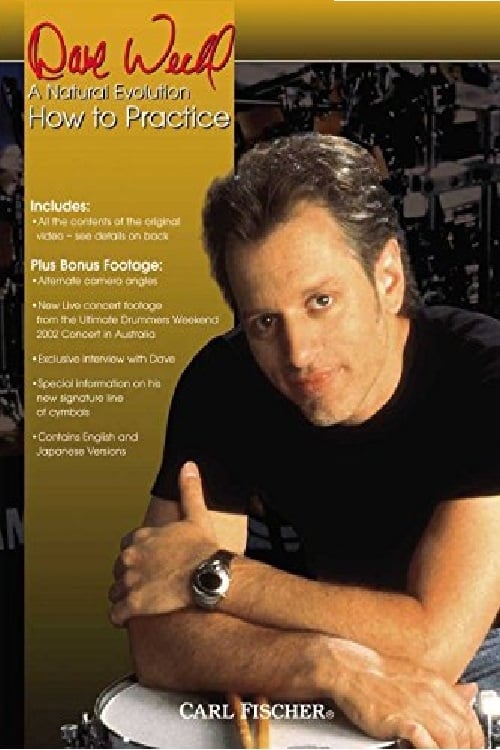 Dave Weckl
A Natural Evolution
How to Practice
Includes:
• All the contents of the original
video – see details on back
Plus Bonus Footage:
• Alternate camera angles
• New Live concert footage
from the Ultimate Drummers Weekend
2002 Concert in Australia
• Exclusive interview with Dave
• Special information on his
new signature line
of cymbals
• Contains English and
Japanese Versions
CARL FISCHER®